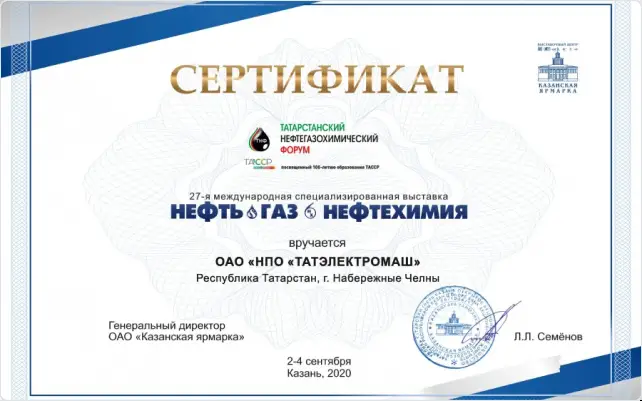 ВЫСТАВОЧНЫЙ ЦЕНТР
КАЗАНСКАЯ
ЯРМАРКА
СЕРТИФИКАТ
ТАТАРСТАНСКИЙ
НЕФТЕГАЗОХИМИЧЕСКИЙ
ФОРУМ
ТНФ
ТАССР
посвященный 100-летию образования ТАССР
27-я международная специализированная выставка
НЕФТЬ ГАЗ НЕФТЕХИМИЯ
вручается
ОАО «НПО «ТАТЭЛЕКТРОМАШ»
Республика Татарстан, г. Набережные Челны
Генеральный директор
ОАО «Казанская ярмарка»
Л.Л. Семёнов
2-4 сентября
Казань, 2020